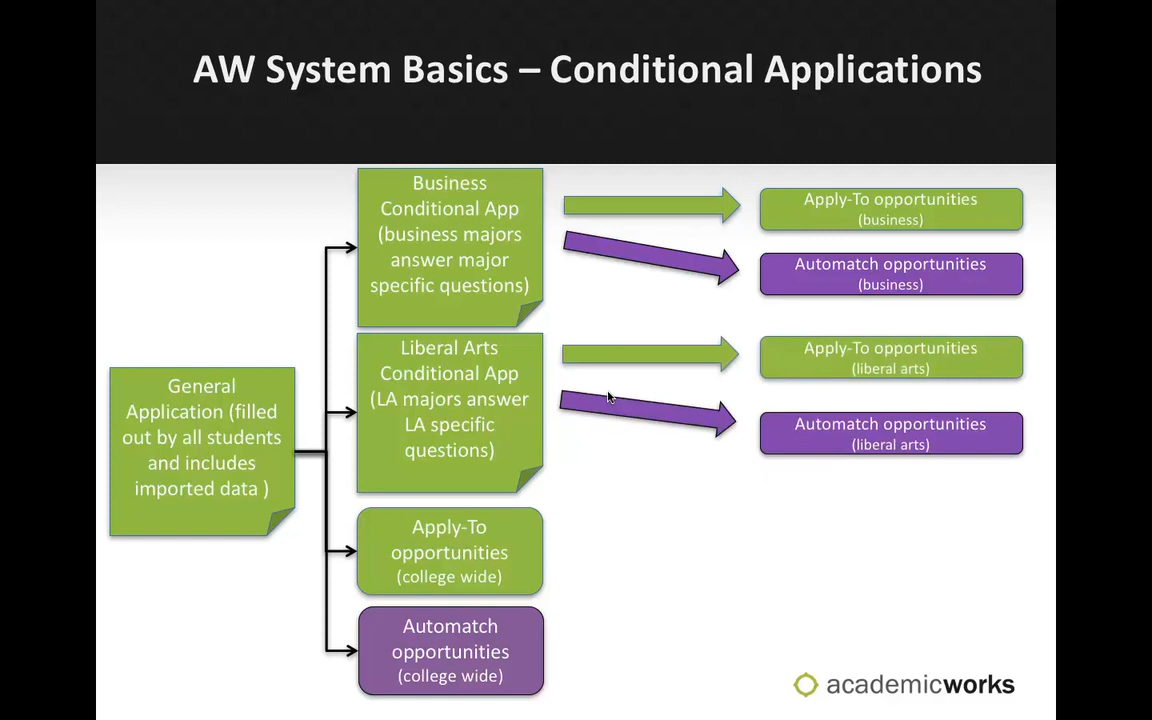 AW System Basics – Conditional Applications
General
Application (filled
out by all students
and includes
imported data )
Business
Conditional App
(business majors
answer major
specific questions)
Apply-To opportunities
(business)
Automatch opportunities
(business)
Liberal Arts
Conditional App
(LA majors answer
LA specific
questions)
Apply-To opportunities
(liberal arts)
Automatch opportunities
(liberal arts)
Apply-To
opportunities
(college wide)
Automatch
opportunities
(college wide)
academicworks